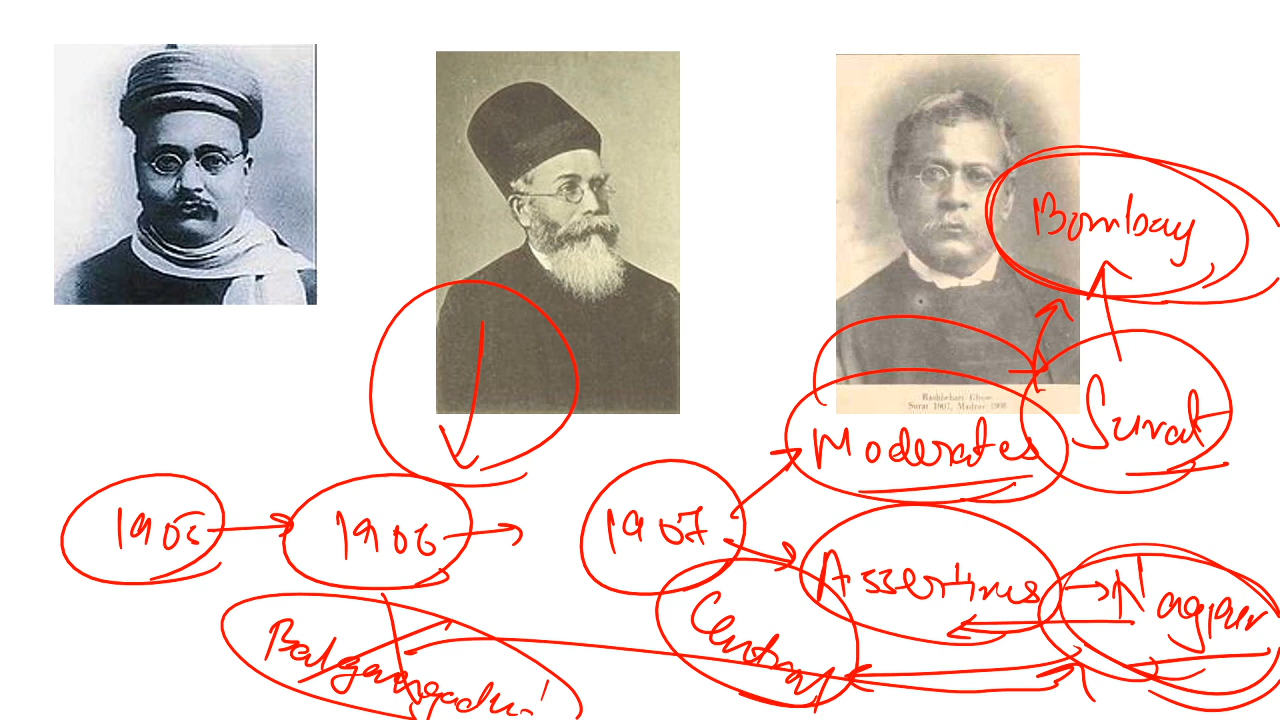 Bombay
Rashbehari Ghose
Surat 1907, Madras 1908
Surat
Moderates
1905
1906
1907
Assertives
Nagpur
Central